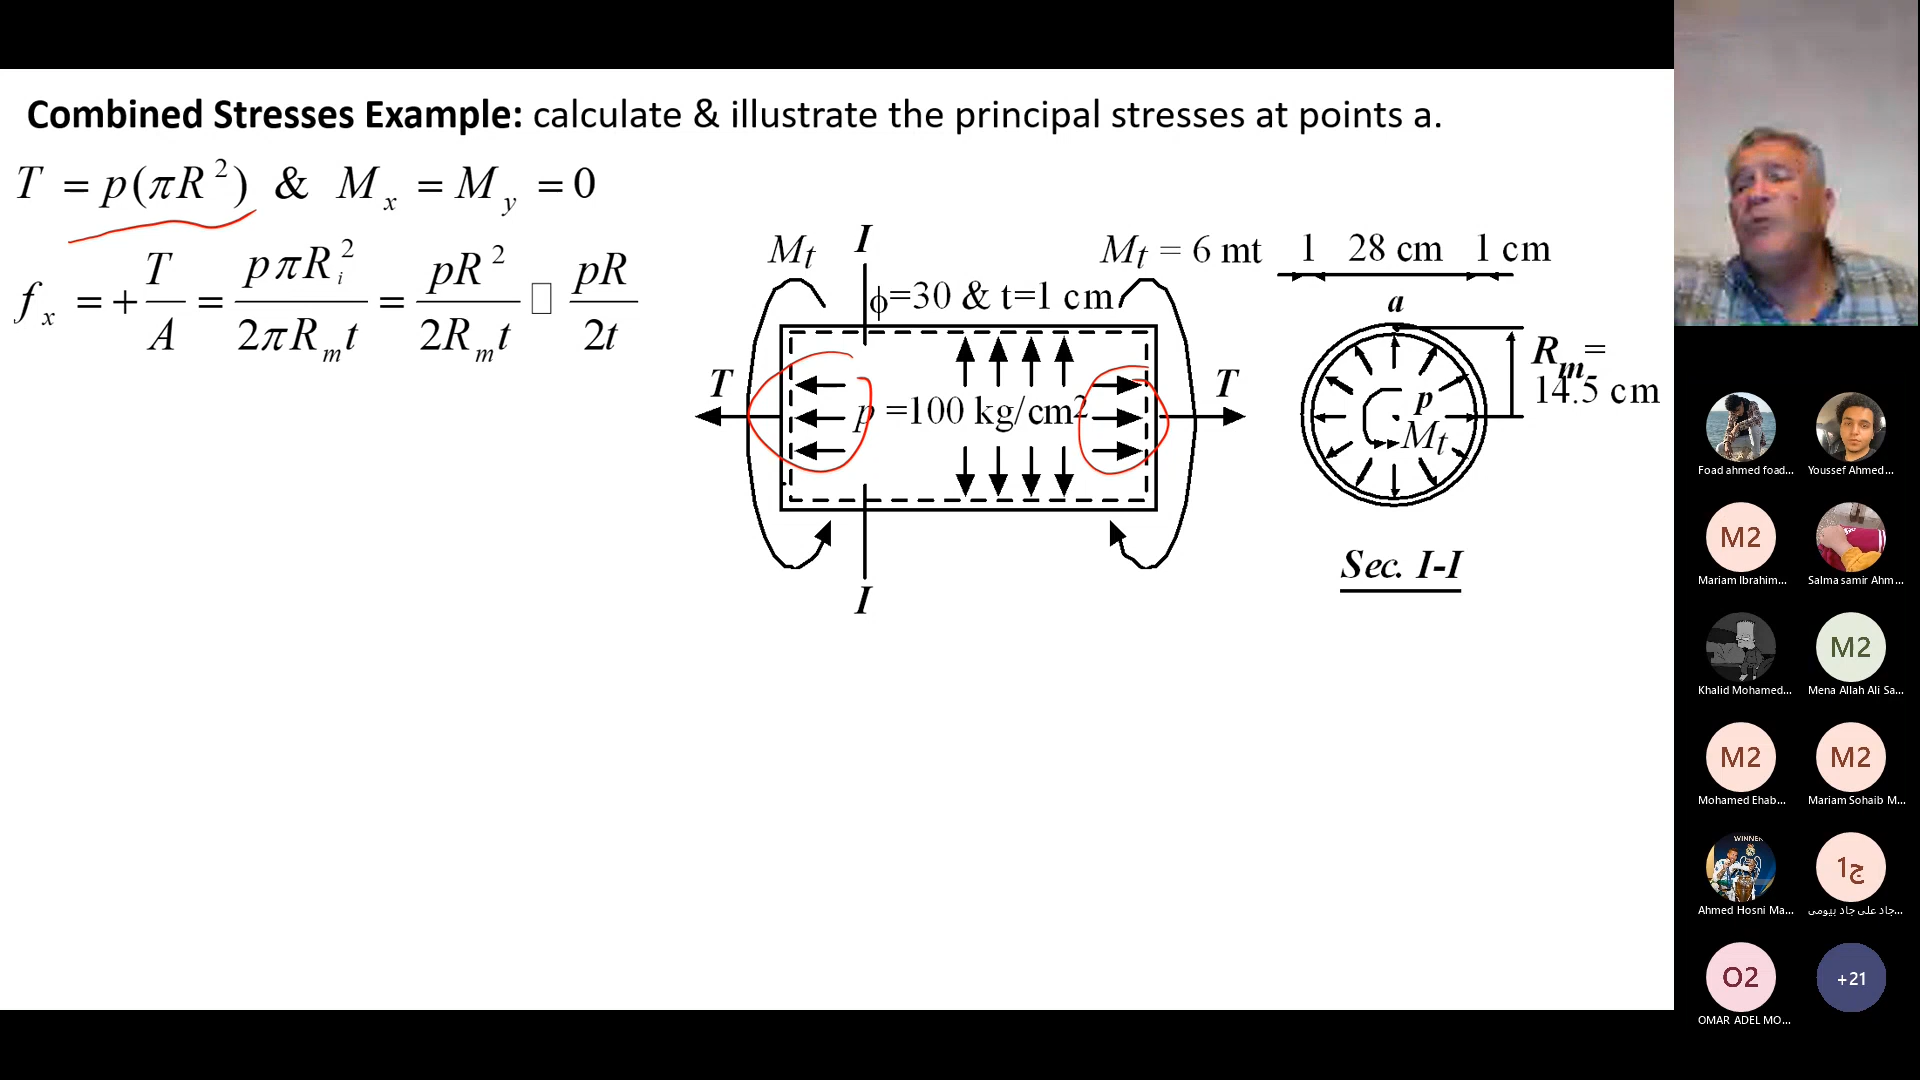 Combined Stresses Example: calculate & illustrate the principal stresses at points a.
T = p(πR²) & Mₓ = M_y = 0
fₓ = + T/A = pπRᵢ²/2πRₘt = pR²/2Rₘt □ pR/2t
Mt
I
Mt = 6 mt
ϕ=30 & t=1 cm
T
p =100 kg/cm²
T
I
1 28 cm 1 cm
a
Rm=
14.5 cm
p
Mt
Sec. I-I
Foad ahmed foad...
Youssef Ahmed...
M2
Mariam Ibrahim...
Salma samir Ahm...
Khalid Mohamed...
M2
Mena Allah Ali Sa...
M2
Mohamed Ehab...
M2
Mariam Sohaib M...
WINNER
Ahmed Hosni Ma...
ج1
جاد على جاد بيومى...
O2
OMAR ADEL MO...
+21